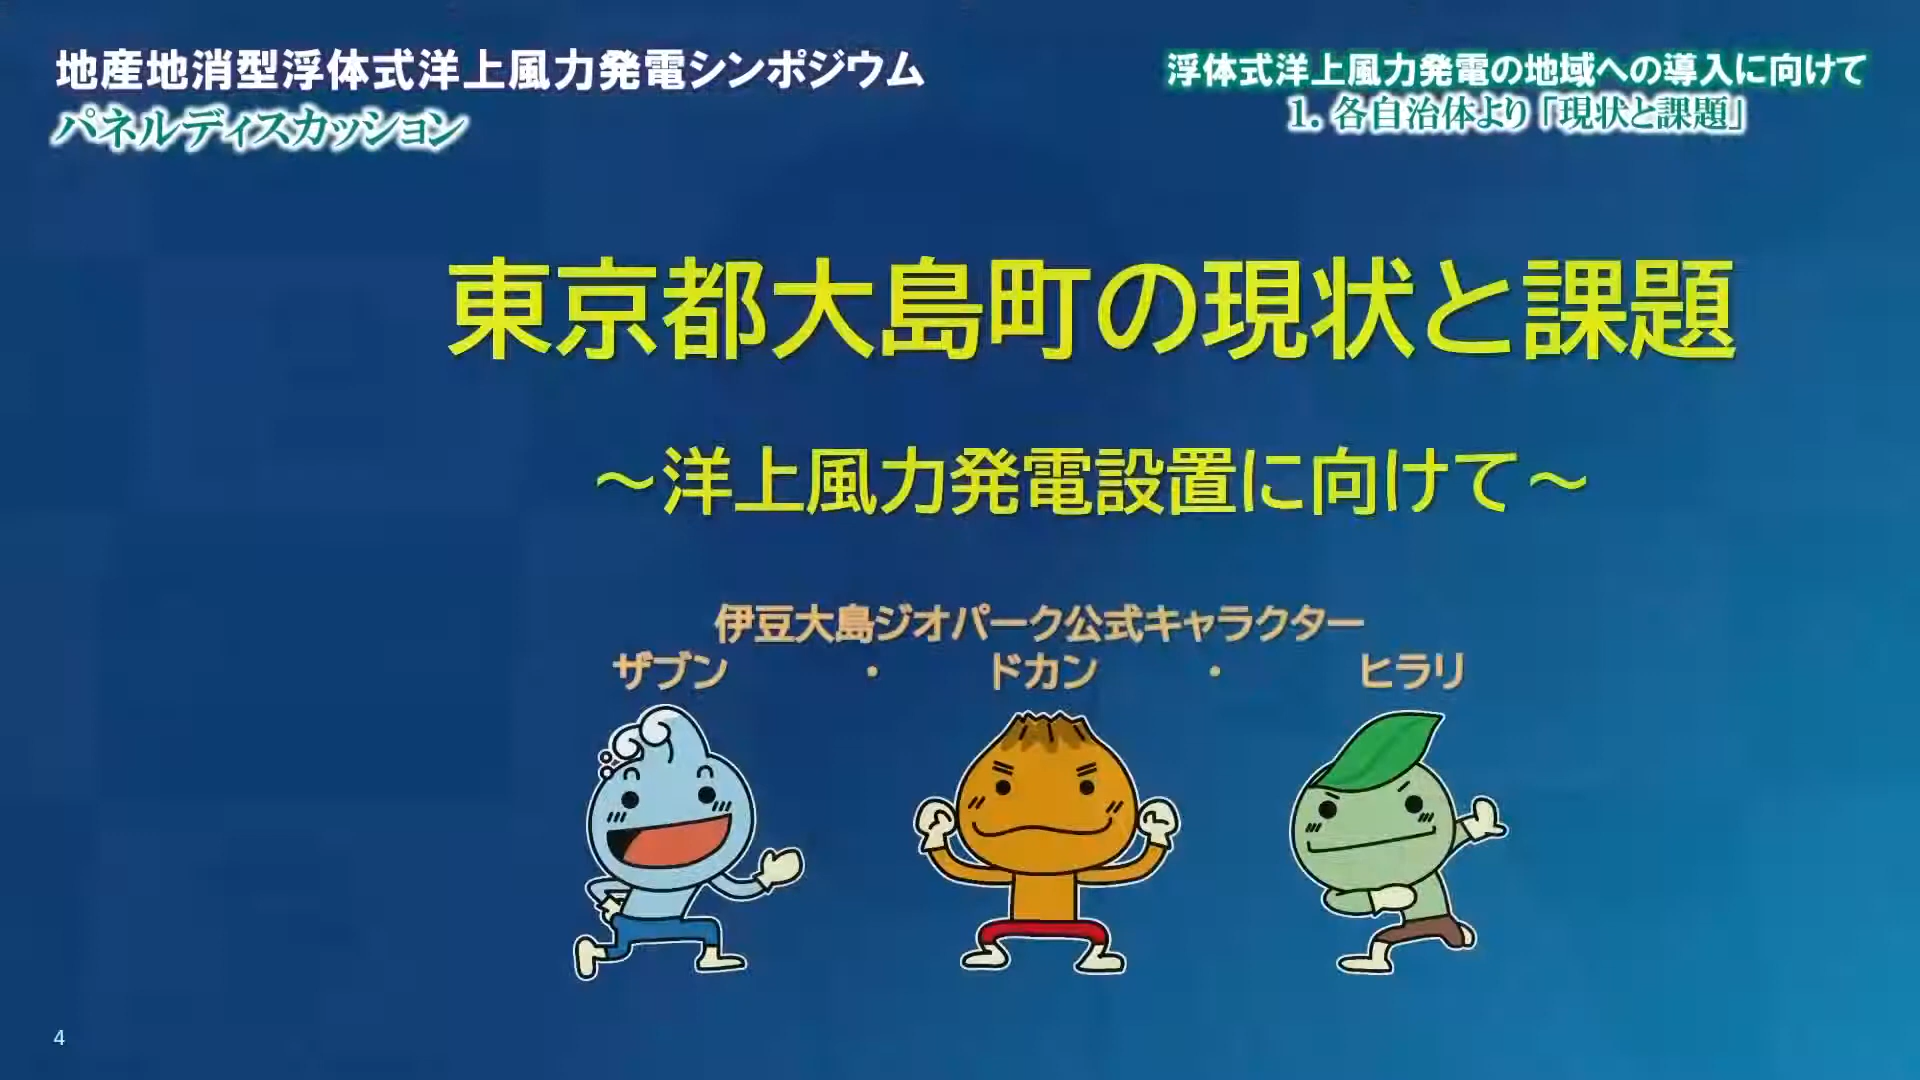 地産地消型浮体式洋上風力発電シンポジウム
パネルディスカッション
浮体式洋上風力発電の地域への導入に向けて
1. 各自治体より「現状と課題」
東京都大島町の現状と課題
～洋上風力発電設置に向けて～
伊豆大島ジオパーク公式キャラクター
ザブン ・ ドカン ・ ヒラリ
4